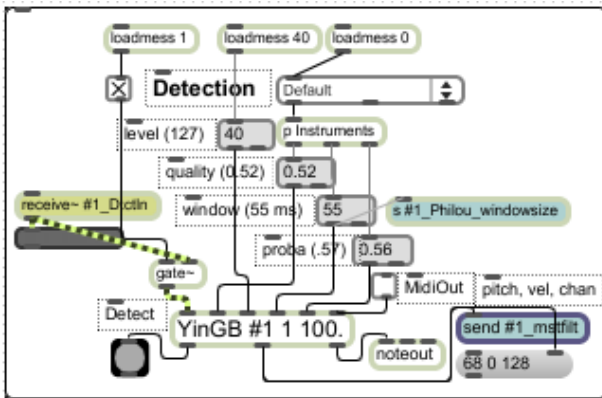 loadmess 1
loadmess 40
loadmess 0
Detection
Default
level (127)
40
p Instruments
quality (0.52)
0.52
receive~ #1_DctIn
window (55 ms)
55
s #1_Philou_windowsize
proba (.57)
0.56
gate~
MidiOut
pitch, vel, chan
Detect
YinGB #1 1 100.
send #1_mstfilt
noteout
68 0 128